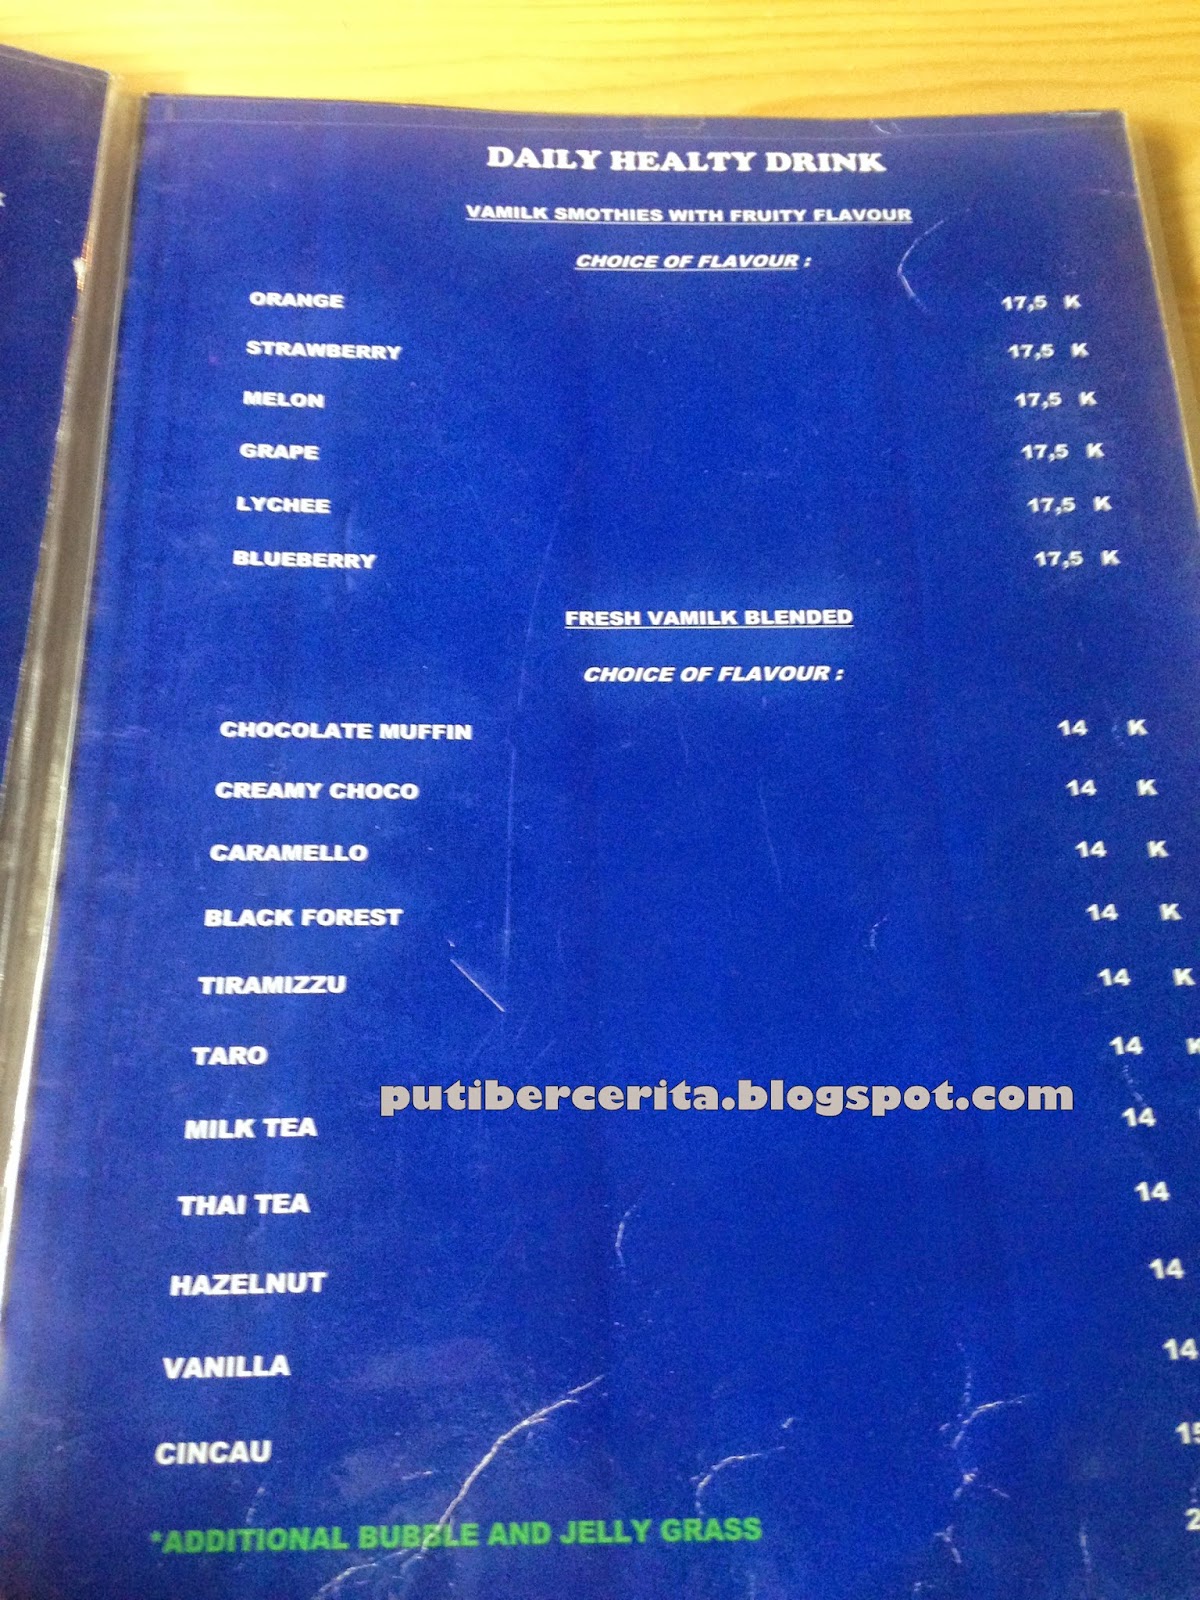 DAILY HEALTY DRINK
VAMILK SMOTHIES WITH FRUITY FLAVOUR
CHOICE OF FLAVOUR :
ORANGE 17,5 K
STRAWBERRY 17,5 K
MELON 17,5 K
GRAPE 17,5 K
LYCHEE 17,5 K
BLUEBERRY 17,5 K
FRESH VAMILK BLENDED
CHOICE OF FLAVOUR :
CHOCOLATE MUFFIN 14 K
CREAMY CHOCO 14 K
CARAMELLO 14 K
BLACK FOREST 14 K
TIRAMIZZU 14 K
TARO 14 K
putibercerita.blogspot.com
MILK TEA 14
THAI TEA 14
HAZELNUT 14
VANILLA 14
CINCAU
*ADDITIONAL BUBBLE AND JELLY GRASS